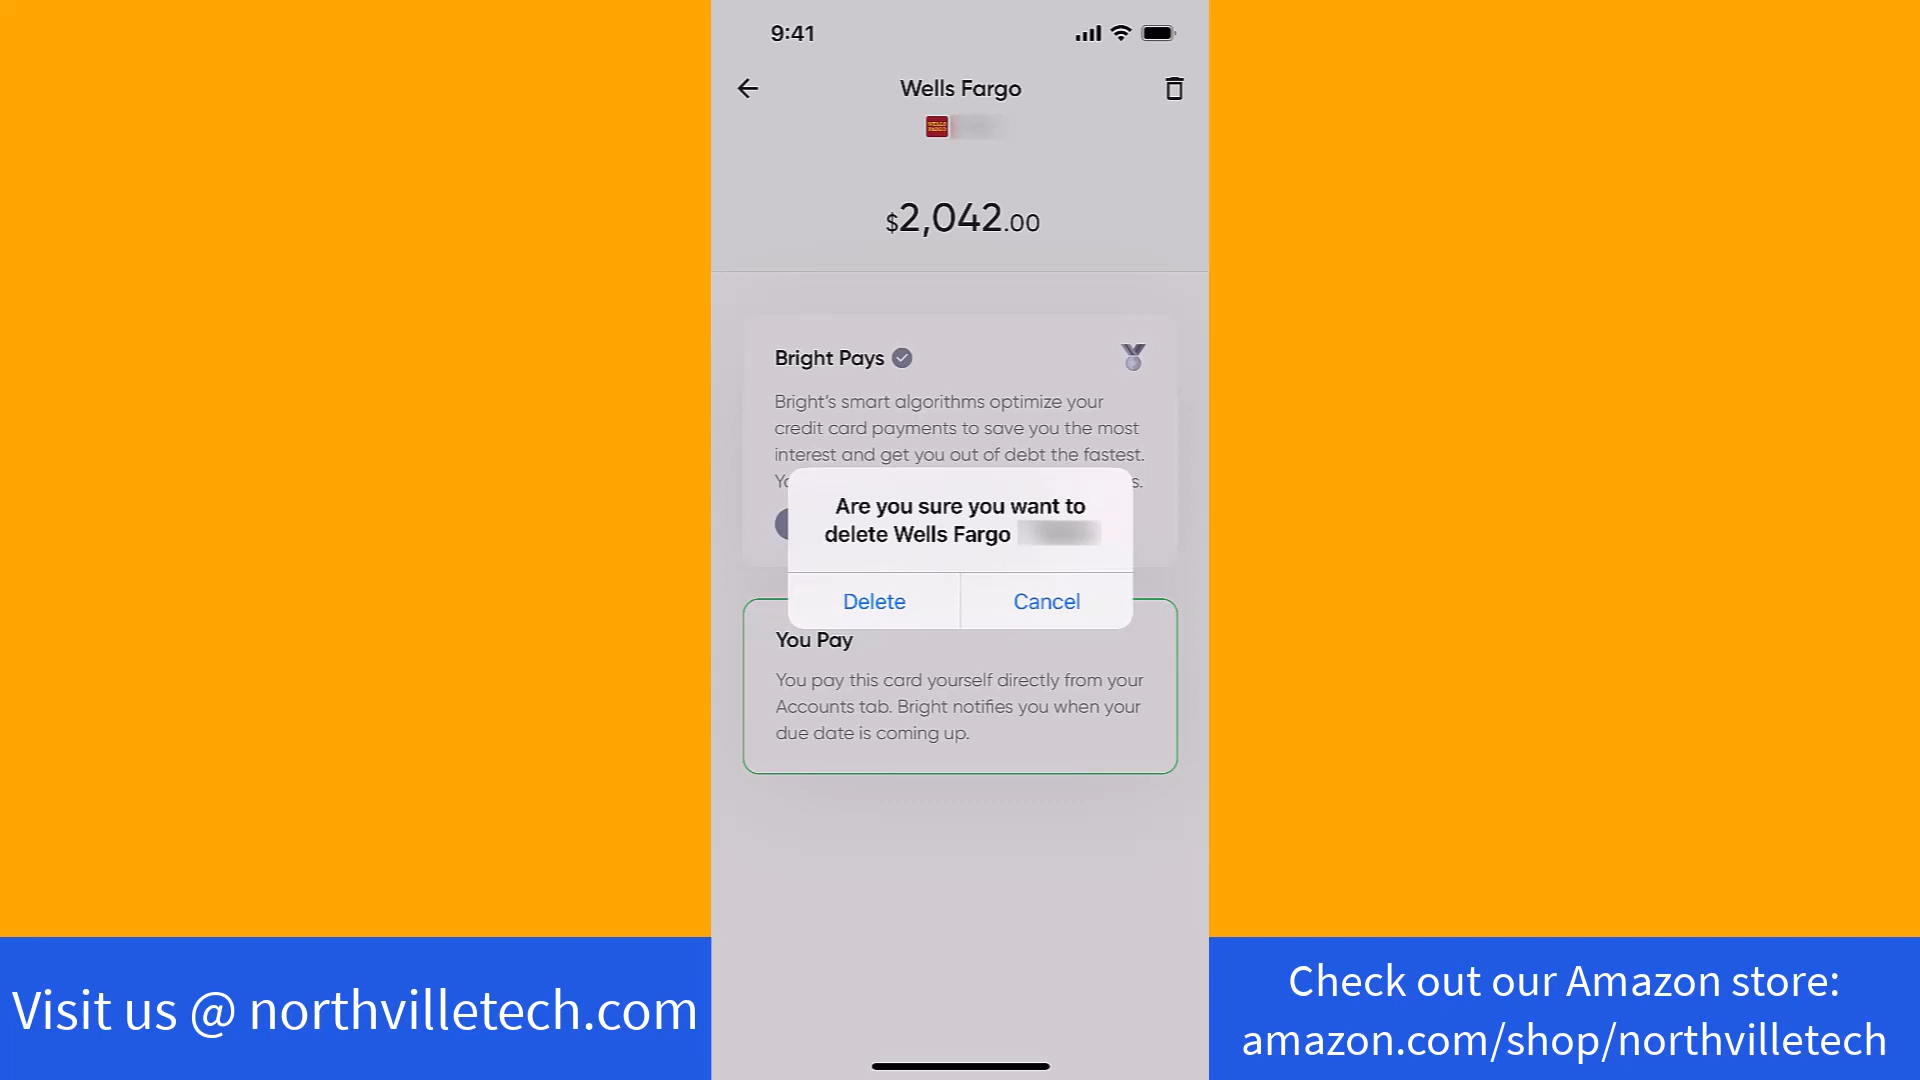 9:41
Wells Fargo
WELLS
FARGO
$2,042.00
Bright Pays
Bright's smart algorithms optimize your
credit card payments to save you the most
interest and get you out of debt the fastest.
Are you sure you want to
delete Wells Fargo
Delete Cancel
You Pay
You pay this card yourself directly from your
Accounts tab. Bright notifies you when your
due date is coming up.
Visit us @ northvilletech.com
Check out our Amazon store:
amazon.com/shop/northvilletech